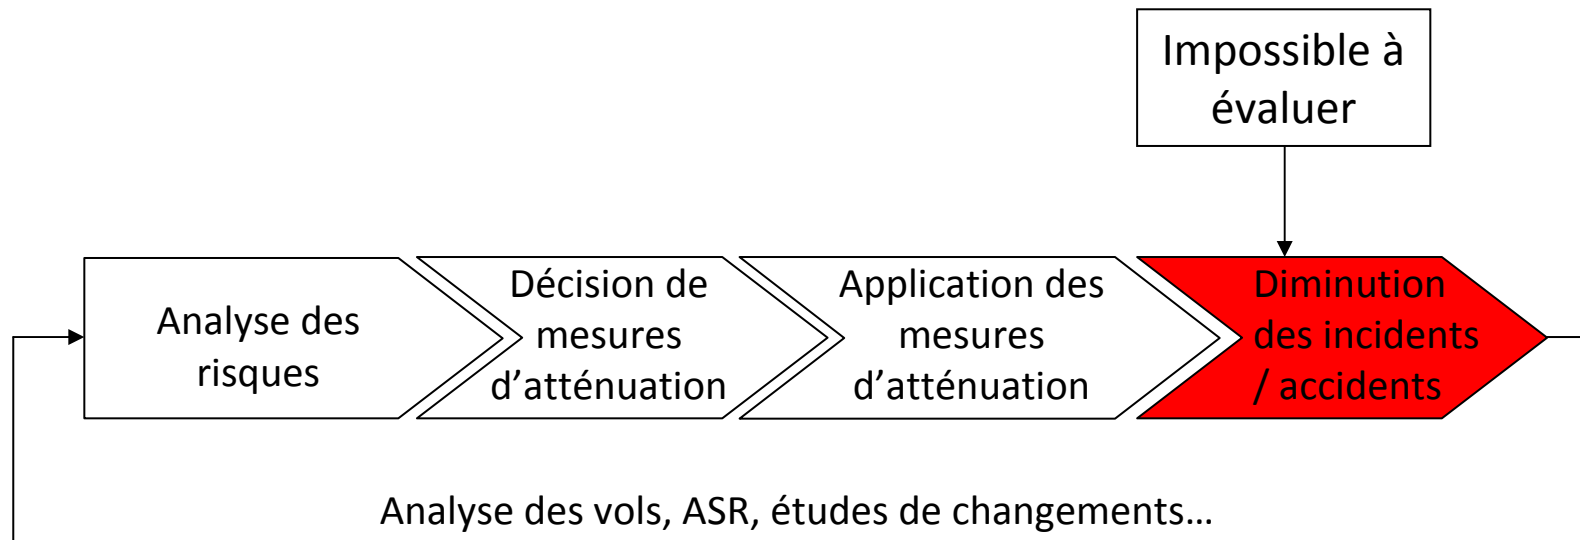 Impossible à
évaluer
Analyse des
risques
Décision de
mesures
d’atténuation
Application des
mesures
d’atténuation
Diminution
des incidents
/ accidents
Analyse des vols, ASR, études de changements…